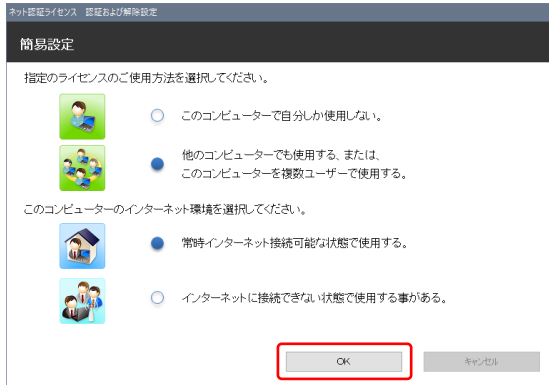 ネット認証ライセンス 認証および解除設定
簡易設定
指定のライセンスのご使用方法を選択してください。
このコンピューターで自分しか使用しない。
他のコンピューターでも使用する、または、
このコンピューターを複数ユーザーで使用する。
このコンピューターのインターネット環境を選択してください。
常時インターネット接続可能な状態で使用する。
インターネットに接続できない状態で使用する事がある。
OK
キャンセル